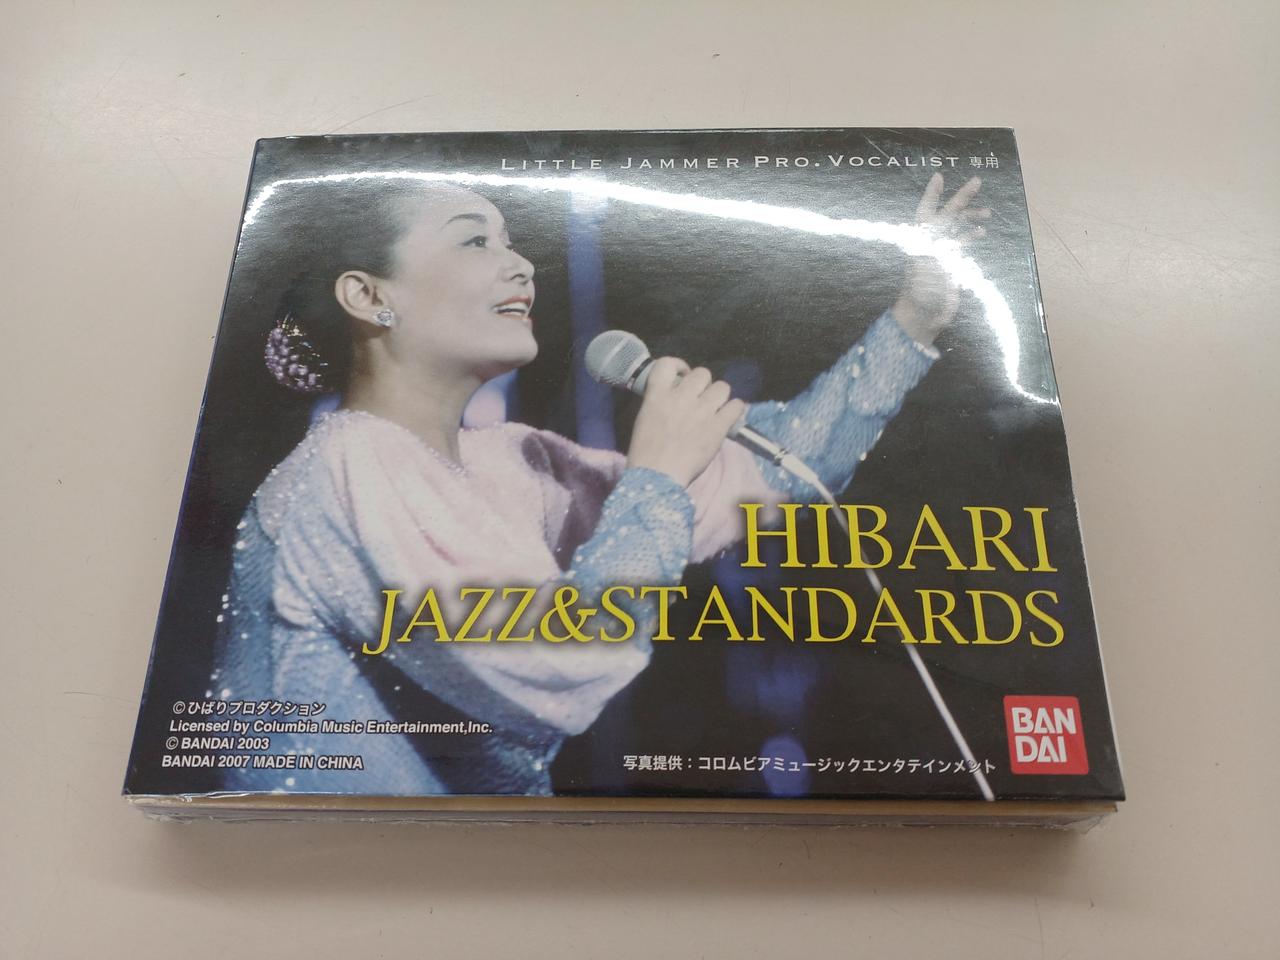 LITTLE JAMMER PRO. VOCALIST 専用
HIBARI
JAZZ&STANDARDS
©ひばりプロダクション
Licensed by Columbia Music Entertainment,Inc.
© BANDAI 2003
BANDAI 2007 MADE IN CHINA
写真提供：コロムビアミュージックエンタテインメント
BAN
DAI